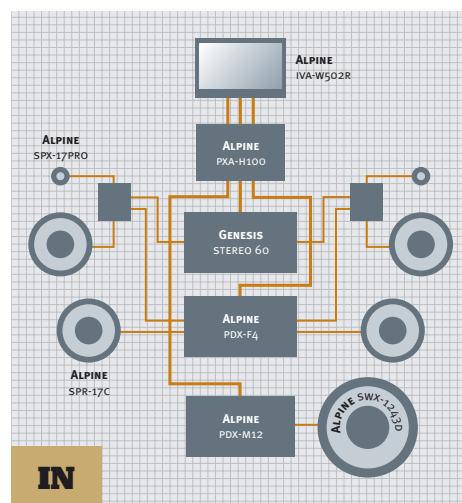 Alpine
IVA-W502R
Alpine
SPX-17PRO
Alpine
PXA-H100
Genesis
STEREO 60
Alpine
PDX-F4
Alpine
SPR-17C
Alpine
PDX-M12
Alpine SWX-1243D
IN